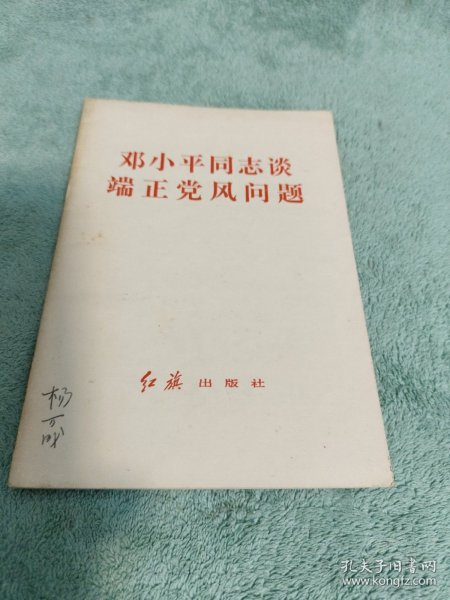 邓小平同志谈
端正党风问题
红旗 出版社
杨
孔夫子旧书网
www.kongfz.com